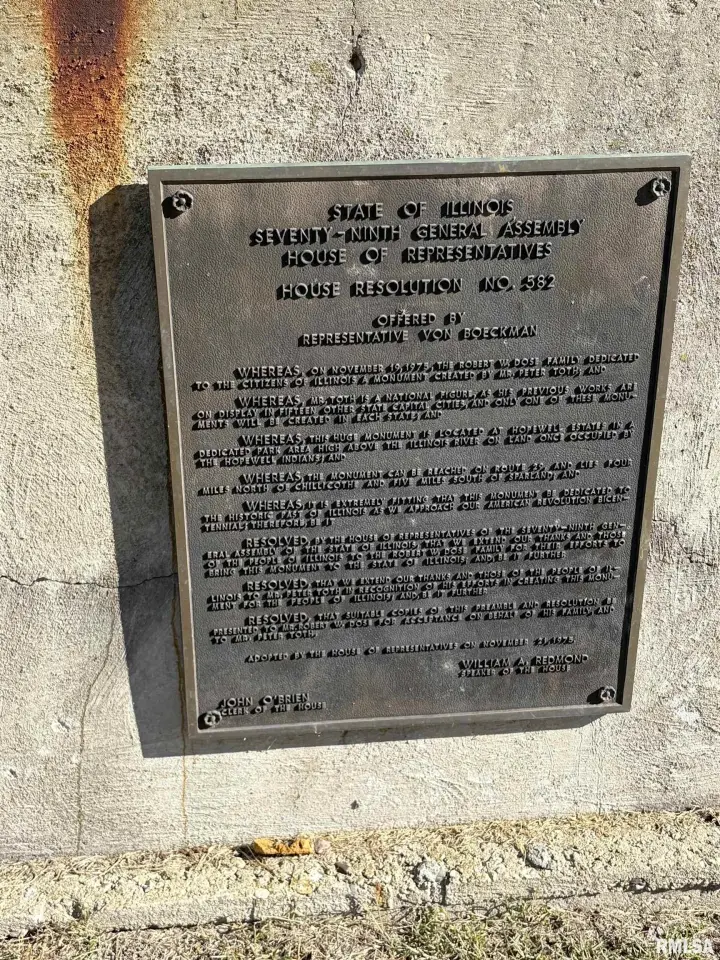 STATE OF ILLINOIS
SEVENTY-NINTH GENERAL ASSEMBLY
HOUSE OF REPRESENTATIVES
HOUSE RESOLUTION NO. 582
OFFERED BY
REPRESENTATIVE VON BOECKMAN
WHEREAS, ON NOVEMBER 15, 1975, THE ROBERT W. DOSE FAMILY DEDICATED
TO THE CITIZENS OF ILLINOIS A MONUMENT CREATED BY MR. PETER TOTH; AND
WHEREAS, MR. TOTH IS A NATIONAL FIGURE, AS HIS PREVIOUS WORKS ARE
ON DISPLAY IN FIFTEEN OTHER STATE CAPITAL CITIES, AND ONLY ON OF THESE MONU-
MENTS WILL BE CREATED IN EACH STATE; AND
WHEREAS, THIS HUGE MONUMENT IS LOCATED AT HOPEWELL ESTATE IN A
DEDICATED PARK AREA HIGH ABOVE THE ILLINOIS RIVER ON LAND ONCE OCCUPIED BY
THE HOPEWELL INDIANS; AND
WHEREAS, THE MONUMENT CAN BE REACHED ON ROUTE 29 AND LIES FOUR
MILES NORTH OF CHILLICOTH AND FIVE MILES SOUTH OF SPARLAND; AND
WHEREAS, IT IS EXTREMELY FITTING THAT THIS MONUMENT BE DEDICATED TO
THE HISTORIC PAST OF ILLINOIS AS WE APPROACH OUR AMERICAN REVOLUTION BICEN-
TENNIAL; THEREFORE, BE IT
RESOLVED, BY THE HOUSE OF REPRESENTATIVES OF THE SEVENTY-NINTH GEN-
ERAL ASSEMBLY OF THE STATE OF ILLINOIS, THAT WE EXTEND OUR THANKS AND THOSE
OF THE PEOPLE OF ILLINOIS TO THE ROBERT W. DOSE FAMILY FOR THEIR EFFORTS TO
BRING THIS MONUMENT TO THE STATE OF ILLINOIS; AND, BE IT FURTHER
RESOLVED, THAT WE EXTEND OUR THANKS AND THOSE OF THE PEOPLE OF IL-
LINOIS TO MR. PETER TOTH IN RECOGNITION OF HIS EFFORTS IN CREATING THIS MONU-
MENT FOR THE PEOPLE OF ILLINOIS; AND, BE IT FURTHER
RESOLVED, THAT SUITABLE COPIES OF THIS PREAMBLE AND RESOLUTION BE
PRESENTED TO MR. ROBERT W. DOSE FOR ACCEPTANCE ON BEHALF OF HIS FAMILY, AND
TO MR. PETER TOTH.
ADOPTED BY THE HOUSE OF REPRESENTATIVES ON NOVEMBER 29, 1975
WILLIAM A. REDMOND
SPEAKER OF THE HOUSE
JOHN O'BRIEN
CLERK OF THE HOUSE
RMLSA